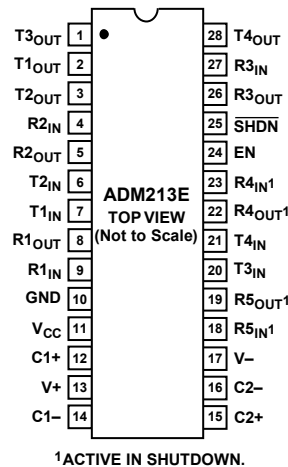 T3OUT 1 28 T4OUT
T1OUT 2 27 R3IN
T2OUT 3 26 R3OUT
R2IN 4 25 SHDN
R2OUT 5 24 EN
T2IN 6 23 R4IN1
T1IN 7 22 R4OUT1
R1OUT 8 21 T4IN
R1IN 9 20 T3IN
GND 10 19 R5OUT1
VCC 11 18 R5IN1
C1+ 12 17 V–
V+ 13 16 C2–
C1– 14 15 C2+
ADM213E
TOP VIEW
(Not to Scale)
1ACTIVE IN SHUTDOWN.